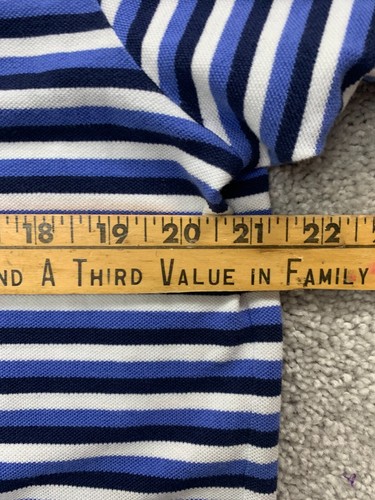 18 19 20 21 22
ND A THIRD VALUE IN FAMILY